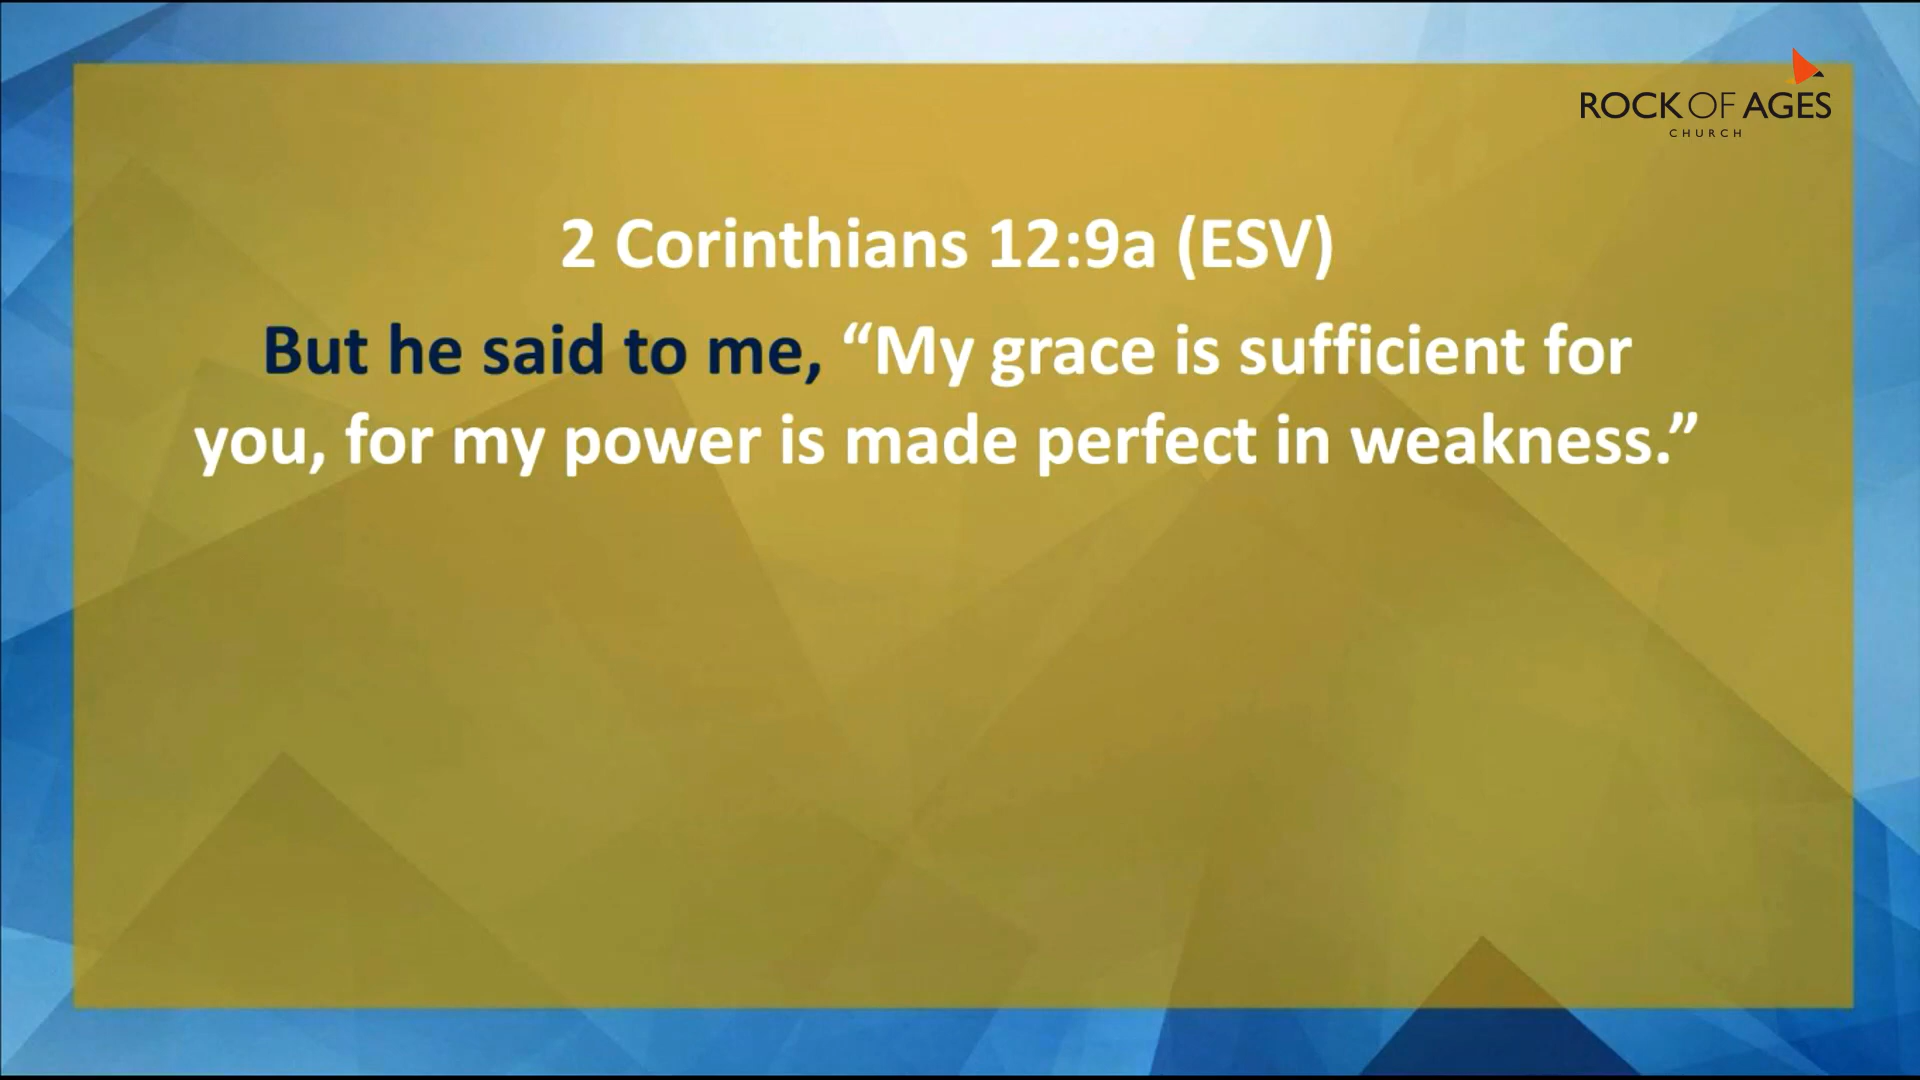 ROCK OF AGES
CHURCH
2 Corinthians 12:9a (ESV)
But he said to me, “My grace is sufficient for
you, for my power is made perfect in weakness.”